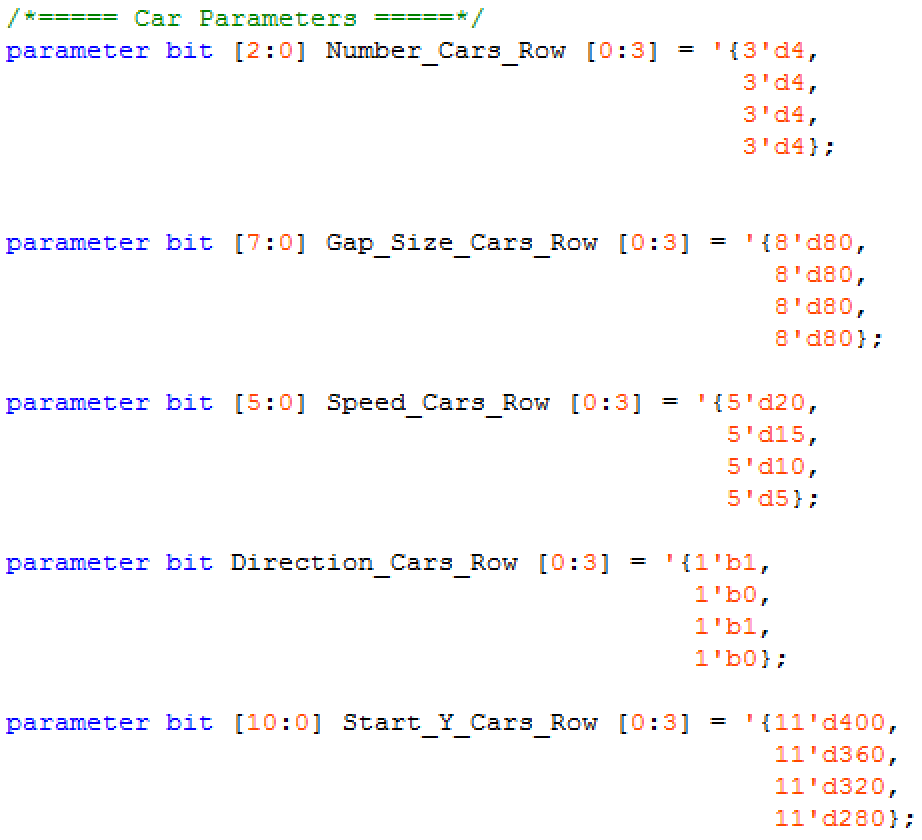 /*===== Car Parameters =====*/
parameter bit [2:0] Number_Cars_Row [0:3] = '{3'd4,
3'd4,
3'd4,
3'd4};
parameter bit [7:0] Gap_Size_Cars_Row [0:3] = '{8'd80,
8'd80,
8'd80,
8'd80};
parameter bit [5:0] Speed_Cars_Row [0:3] = '{5'd20,
5'd15,
5'd10,
5'd5};
parameter bit Direction_Cars_Row [0:3] = '{1'b1,
1'b0,
1'b1,
1'b0};
parameter bit [10:0] Start_Y_Cars_Row [0:3] = '{11'd400,
11'd360,
11'd320,
11'd280};